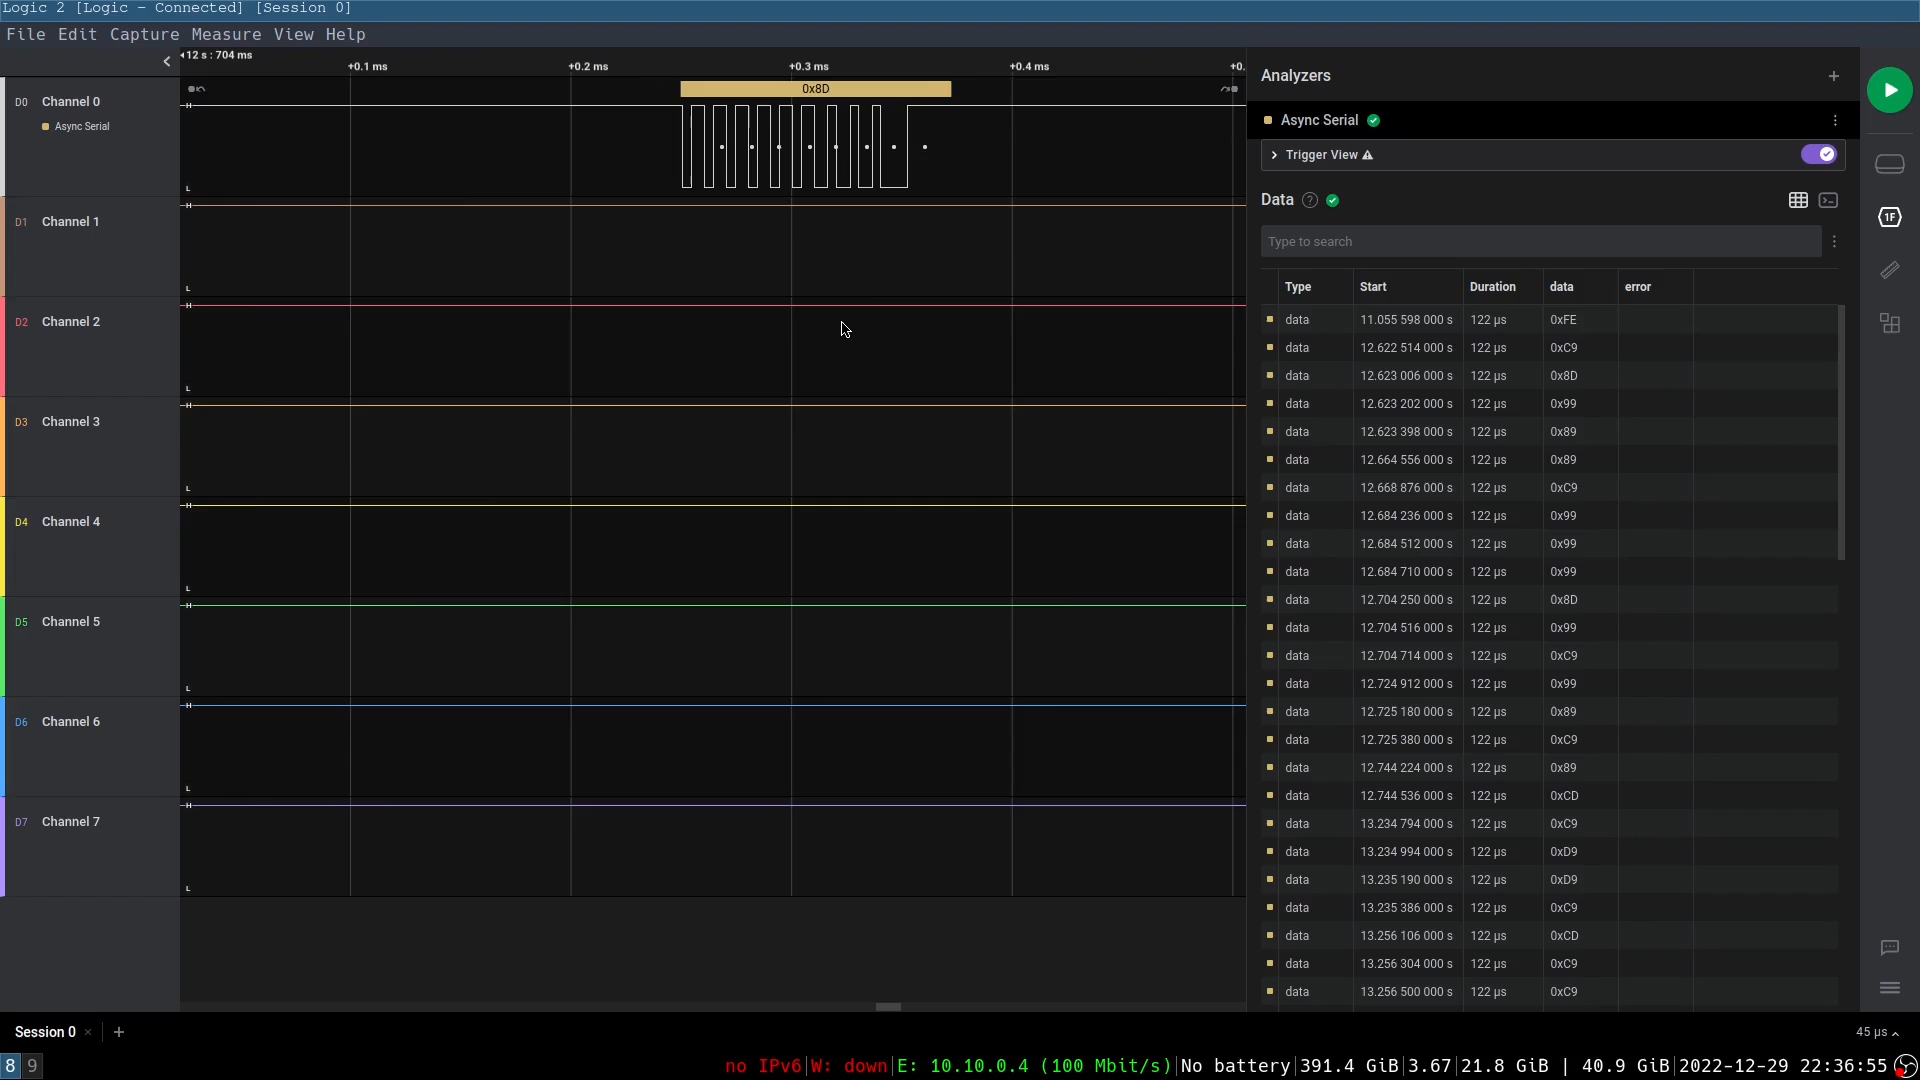 Logic 2 [Logic - Connected] [Session 0]
File Edit Capture Measure View Help
12 s : 704 ms
+0.1 ms +0.2 ms +0.3 ms +0.4 ms +0.
D0 Channel 0
Async Serial
0x8D
H
L
D1 Channel 1
H
L
D2 Channel 2
H
L
D3 Channel 3
H
L
D4 Channel 4
H
L
D5 Channel 5
H
L
D6 Channel 6
H
L
D7 Channel 7
H
L
Analyzers +
Async Serial
Trigger View
Data ?
Type to search
Type Start Duration data error
data 11.055 598 000 s 122 µs 0xFE
data 12.622 514 000 s 122 µs 0xC9
data 12.623 006 000 s 122 µs 0x8D
data 12.623 202 000 s 122 µs 0x99
data 12.623 398 000 s 122 µs 0x89
data 12.664 556 000 s 122 µs 0x89
data 12.668 876 000 s 122 µs 0xC9
data 12.684 236 000 s 122 µs 0x99
data 12.684 512 000 s 122 µs 0x99
data 12.684 710 000 s 122 µs 0x99
data 12.704 250 000 s 122 µs 0x8D
data 12.704 516 000 s 122 µs 0x99
data 12.704 714 000 s 122 µs 0xC9
data 12.724 912 000 s 122 µs 0x99
data 12.725 180 000 s 122 µs 0x89
data 12.725 380 000 s 122 µs 0xC9
data 12.744 224 000 s 122 µs 0x89
data 12.744 536 000 s 122 µs 0xCD
data 13.234 794 000 s 122 µs 0xC9
data 13.234 994 000 s 122 µs 0xD9
data 13.235 190 000 s 122 µs 0xD9
data 13.235 386 000 s 122 µs 0xC9
data 13.256 106 000 s 122 µs 0xCD
data 13.256 304 000 s 122 µs 0xC9
data 13.256 500 000 s 122 µs 0xC9
1F
Session 0 × +
45 µs
8 9
no IPv6|W: down|E: 10.10.0.4 (100 Mbit/s)|No battery|391.4 GiB|3.67|21.8 GiB | 40.9 GiB|2022-12-29 22:36:55